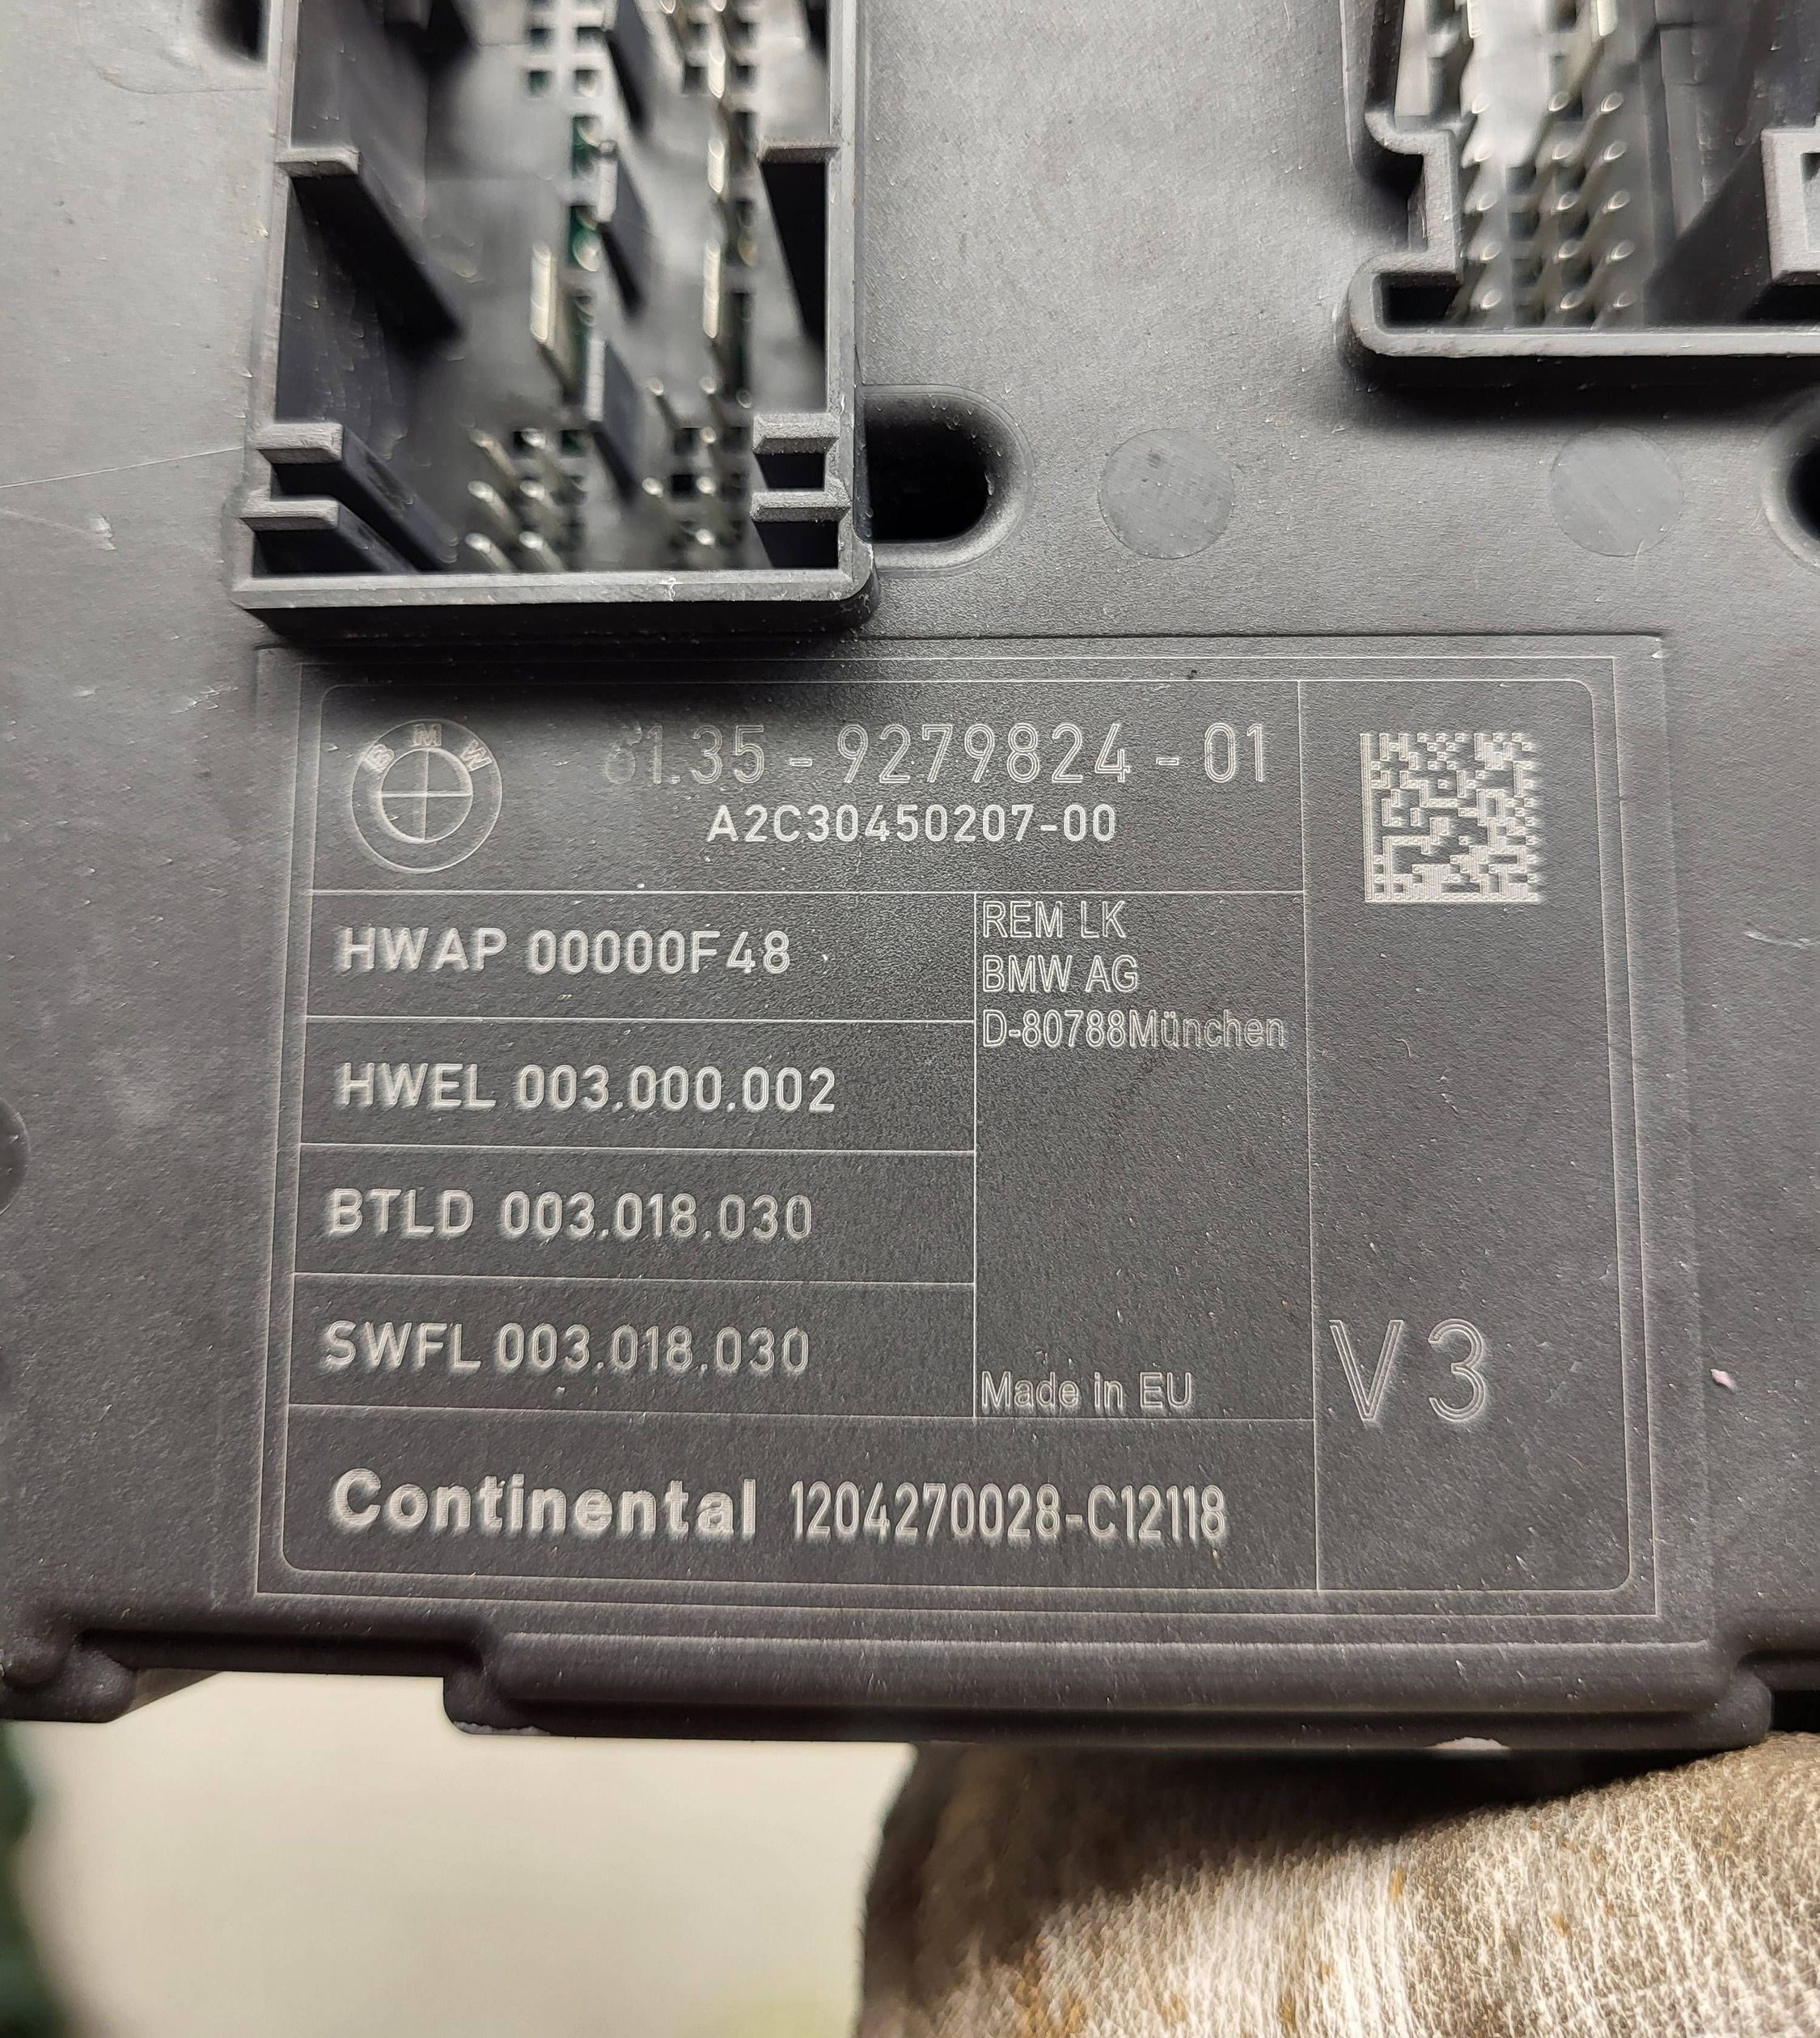 BMW
61.35-9279824-01
A2C30450207-00
HWAP 00000F48
REM LK
BMW AG
D-80788München
HWEL 003.000.002
BTLD 003.018.030
SWFL 003.018.030
Made in EU
V3
Continental 1204270028-C12118